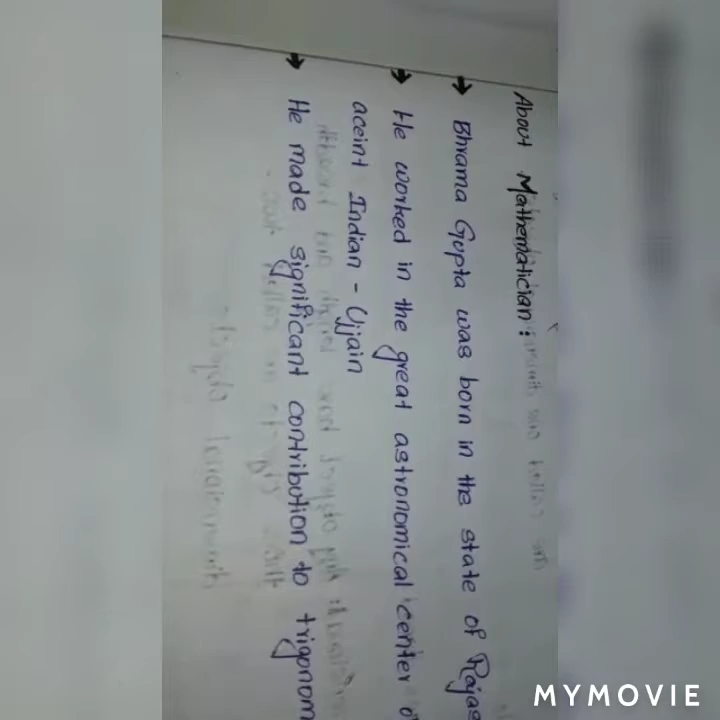 About Mathematician:
→ Bhrama Gupta was born in the state of Rajas
→ He worked in the great astronomical center o
aceint Indian - Ujjain
→ He made significant contribution to trigonom
MYMOVIE